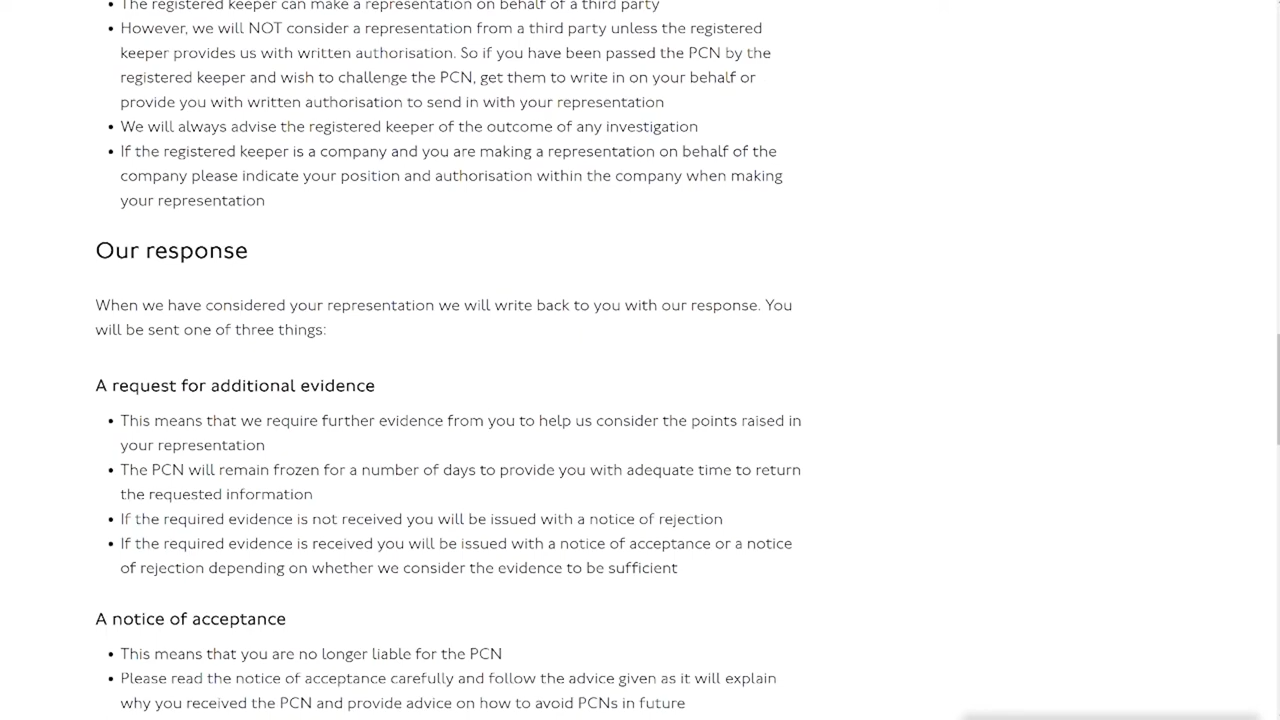 The registered keeper can make a representation on behalf of a third party
However, we will NOT consider a representation from a third party unless the registered
keeper provides us with written authorisation. So if you have been passed the PCN by the
registered keeper and wish to challenge the PCN, get them to write in on your behalf or
provide you with written authorisation to send in with your representation
We will always advise the registered keeper of the outcome of any investigation
If the registered keeper is a company and you are making a representation on behalf of the
company please indicate your position and authorisation within the company when making
your representation
Our response
When we have considered your representation we will write back to you with our response. You
will be sent one of three things:
A request for additional evidence
This means that we require further evidence from you to help us consider the points raised in
your representation
The PCN will remain frozen for a number of days to provide you with adequate time to return
the requested information
If the required evidence is not received you will be issued with a notice of rejection
If the required evidence is received you will be issued with a notice of acceptance or a notice
of rejection depending on whether we consider the evidence to be sufficient
A notice of acceptance
This means that you are no longer liable for the PCN
Please read the notice of acceptance carefully and follow the advice given as it will explain
why you received the PCN and provide advice on how to avoid PCNs in future